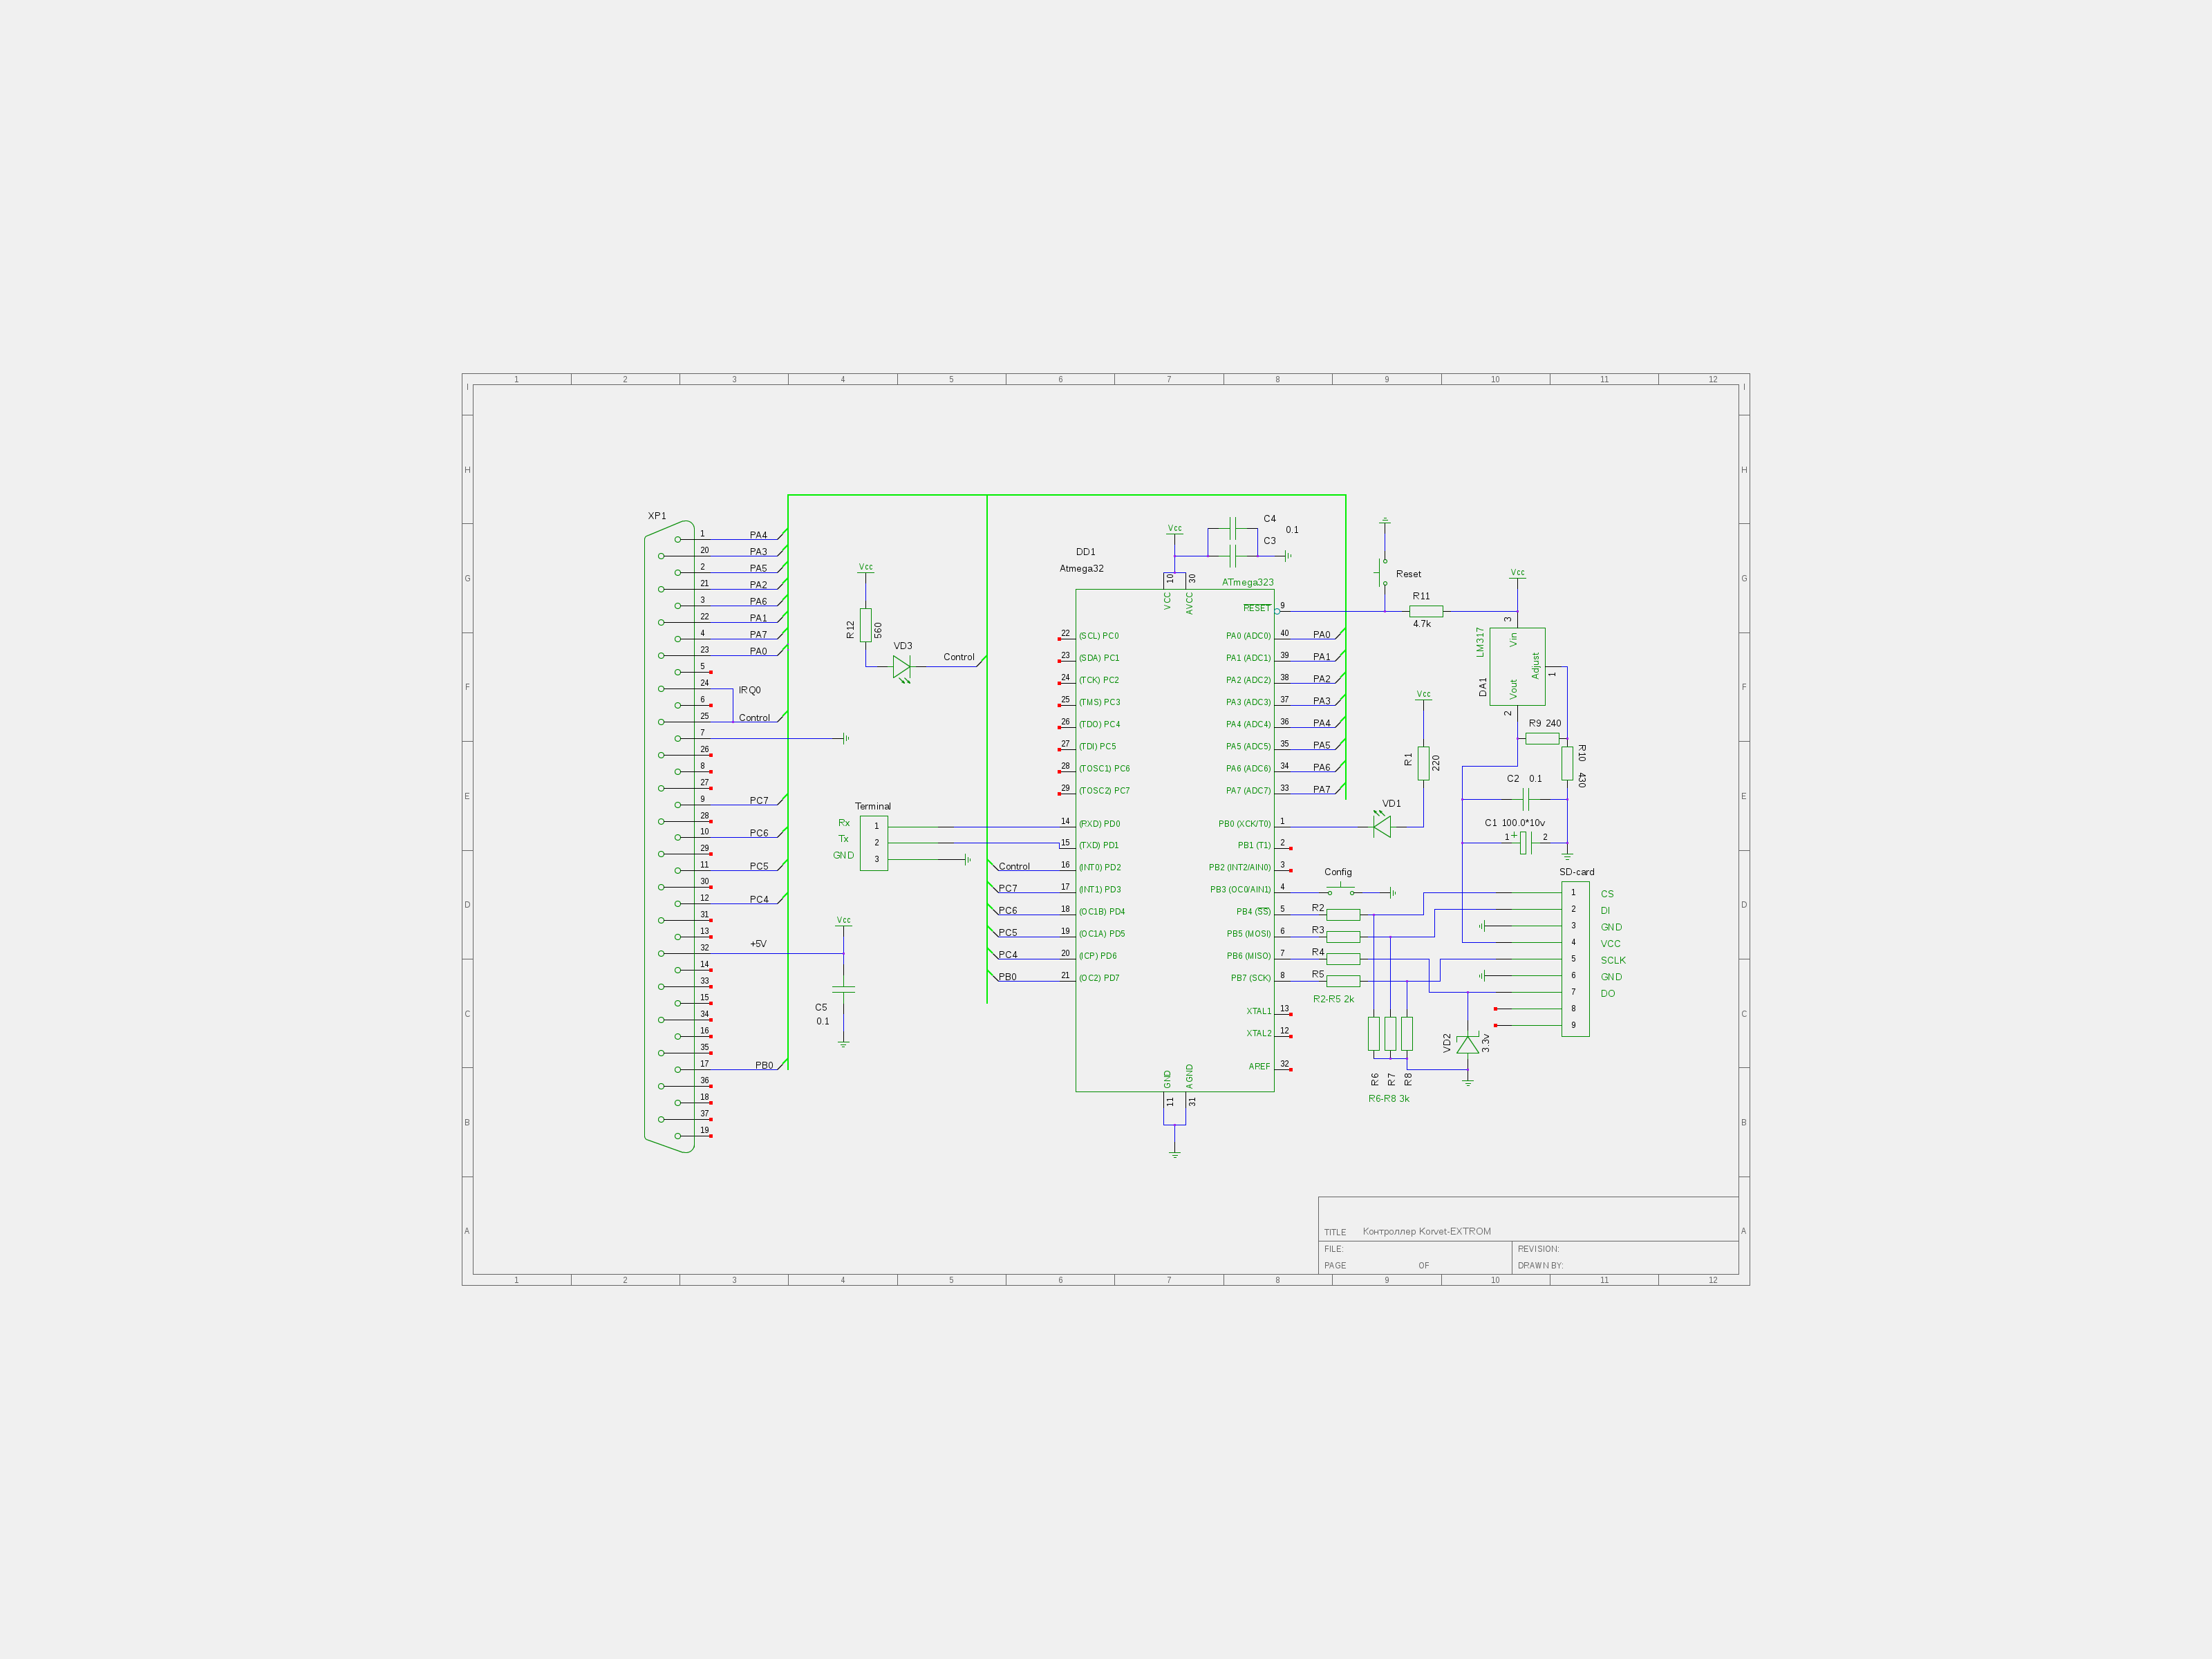 1 2 3 4 5 6 7 8 9 10 11 12
I I
H H
G G
F F
E E
D D
C C
B B
A A
XP1
1 PA4
20 PA3
2 PA5
21 PA2
3 PA6
22 PA1
4 PA7
23 PA0
5
24 IRQ0
6
25 Control
7
26
8
27
9 PC7
28
10 PC6
29
11 PC5
30
12 PC4
31
13
32 +5V
14
33
15
34
16
35
17 PB0
36
18
37
19
Vcc
R12 560
VD3
Control
Terminal
Rx 1
Tx 2
GND 3
Vcc
C5
0.1
Vcc
C4
0.1
C3
DD1
Atmega32
ATmega323
10 30
VCC AVCC
RESET 9
22 (SCL) PC0
23 (SDA) PC1
24 (TCK) PC2
25 (TMS) PC3
26 (TDO) PC4
27 (TDI) PC5
28 (TOSC1) PC6
29 (TOSC2) PC7
14 (RXD) PD0
15 (TXD) PD1
Control 16 (INT0) PD2
PC7 17 (INT1) PD3
PC6 18 (OC1B) PD4
PC5 19 (OC1A) PD5
PC4 20 (ICP) PD6
PB0 21 (OC2) PD7
PA0 (ADC0) 40 PA0
PA1 (ADC1) 39 PA1
PA2 (ADC2) 38 PA2
PA3 (ADC3) 37 PA3
PA4 (ADC4) 36 PA4
PA5 (ADC5) 35 PA5
PA6 (ADC6) 34 PA6
PA7 (ADC7) 33 PA7
PB0 (XCK/T0) 1
PB1 (T1) 2
PB2 (INT2/AIN0) 3
PB3 (OC0/AIN1) 4
PB4 (SS) 5
PB5 (MOSI) 6
PB6 (MISO) 7
PB7 (SCK) 8
XTAL1 13
XTAL2 12
AREF 32
GND AGND
11 31
Reset
R11
4.7k
Vcc
3
LM317
DA1
Vin
Adjust
Vout
1
2
R9 240
R10 430
C2 0.1
C1 100.0*10v
1 + 2
Vcc
R1 220
VD1
Config
R2
R3
R4
R5
R2-R5 2k
R6 R7 R8
R6-R8 3k
VD2 3.3v
SD-card
1 CS
2 DI
3 GND
4 VCC
5 SCLK
6 GND
7 DO
8
9
TITLE Контроллер Korvet-EXTROM
FILE: REVISION:
PAGE OF DRAWN BY:
1 2 3 4 5 6 7 8 9 10 11 12